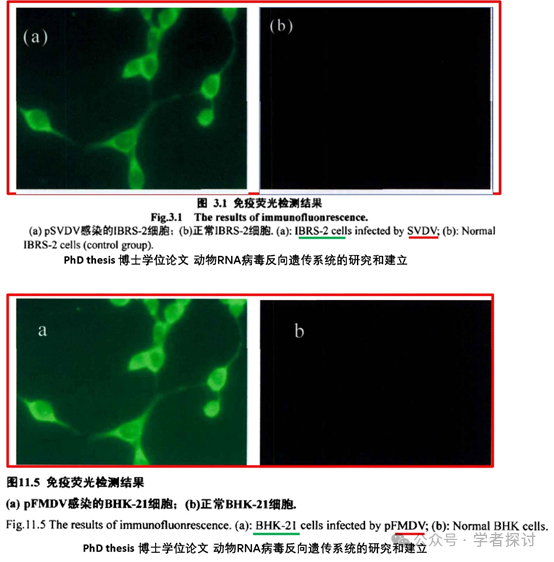 (a)
(b)
图 3.1 免疫荧光检测结果
Fig.3.1 The results of immunofluonrescence.
(a) pSVDV感染的IBRS-2细胞；(b)正常IBRS-2细胞. (a): IBRS-2 cells infected by SVDV; (b): Normal
IBRS-2 cells (control group).
PhD thesis 博士学位论文 动物RNA病毒反向遗传系统的研究和建立
a
b
图11.5 免疫荧光检测结果
(a) pFMDV感染的BHK-21细胞；(b)正常BHK-21细胞.
Fig.11.5 The results of immunofluonrescence. (a): BHK-21 cells infected by pFMDV; (b): Normal BHK cells.
PhD thesis 博士学位论文 动物RNA病毒反向遗传系统的研究和建立
公众号·学者探讨